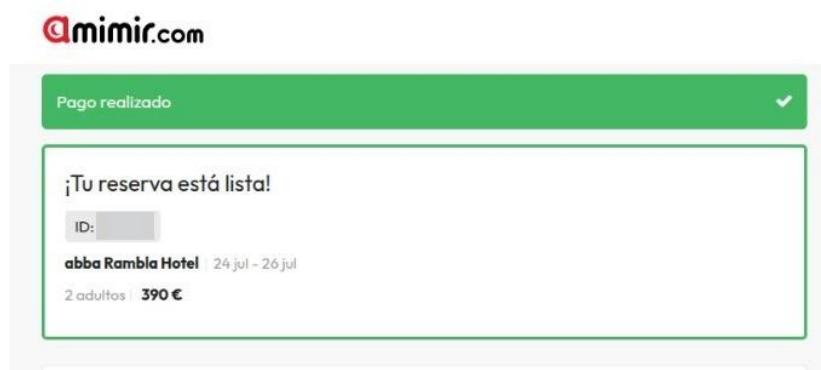 amimir.com
Pago realizado
¡Tu reserva está lista!
ID:
abba Rambla Hotel | 24 jul - 26 jul
2 adultos | 390 €